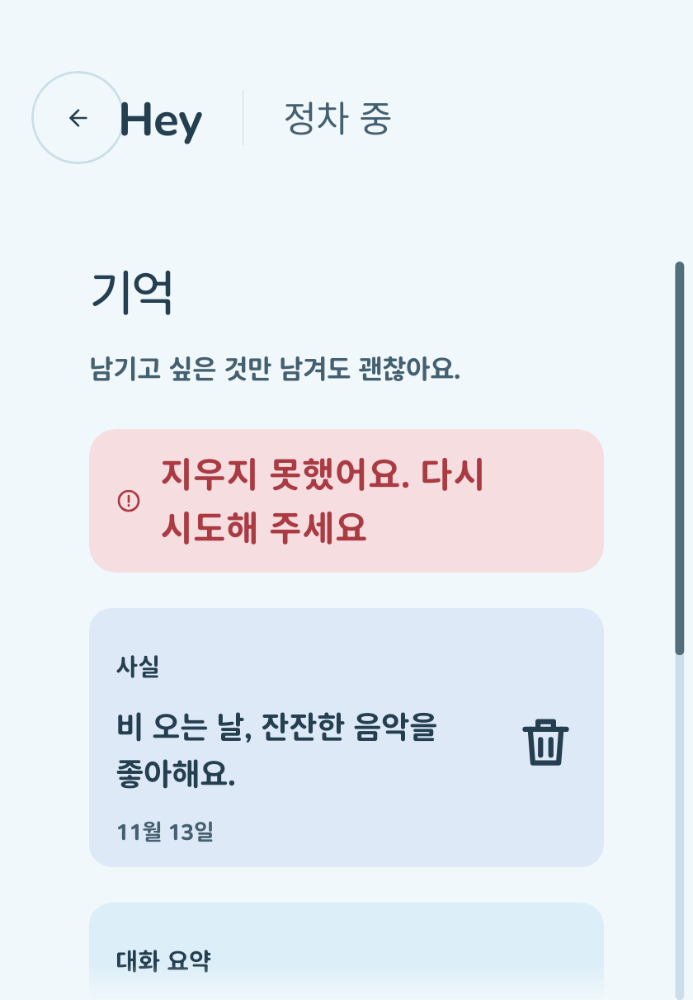 Hey 정차 중
기억
남기고 싶은 것만 남겨도 괜찮아요.
지우지 못했어요. 다시
시도해 주세요
사실
비 오는 날, 잔잔한 음악을
좋아해요.
11월 13일
대화 요약